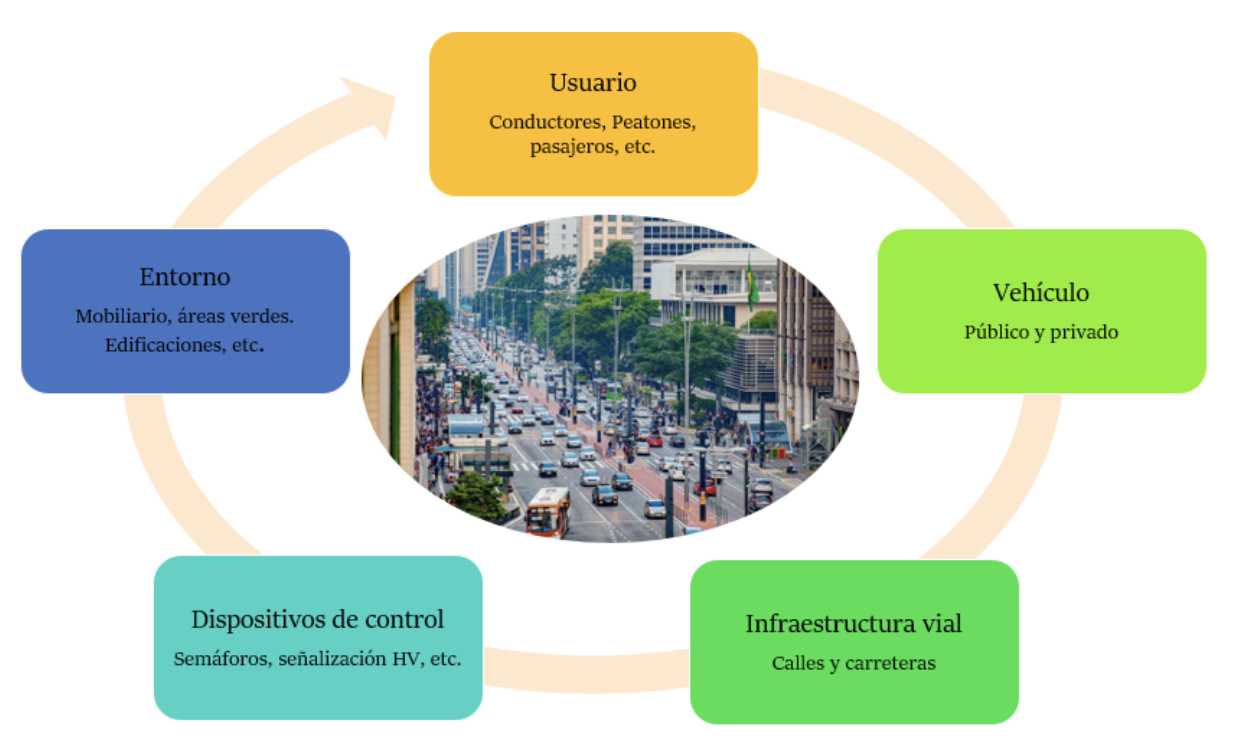 Usuario
Conductores, Peatones,
pasajeros, etc.
Entorno
Mobiliario, áreas verdes.
Edificaciones, etc.
Vehículo
Público y privado
Dispositivos de control
Semáforos, señalización HV, etc.
Infraestructura vial
Calles y carreteras